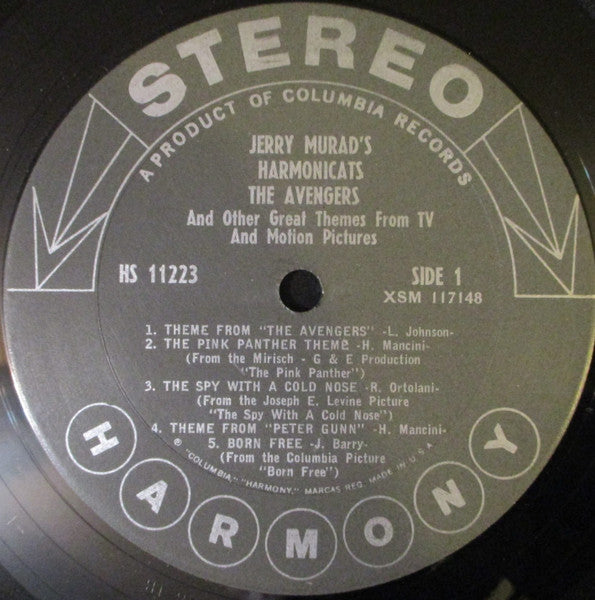 STEREO
A PRODUCT OF COLUMBIA RECORDS
JERRY MURAD'S
HARMONICATS
THE AVENGERS
And Other Great Themes From TV
And Motion Pictures
HS 11223
SIDE 1
XSM 117148
1. THEME FROM "THE AVENGERS" -L. Johnson-
2. THE PINK PANTHER THEME -H. Mancini-
(From the Mirisch - G & E Production
"The Pink Panther")
3. THE SPY WITH A COLD NOSE -R. Ortolani-
(From the Joseph E. Levine Picture
"The Spy With A Cold Nose")
4. THEME FROM "PETER GUNN" -H. Mancini-
5. BORN FREE -J. Barry-
(From the Columbia Picture
"Born Free")
℗ "COLUMBIA," "HARMONY," MARCAS REG. MADE IN U.S.A.
HARMONY